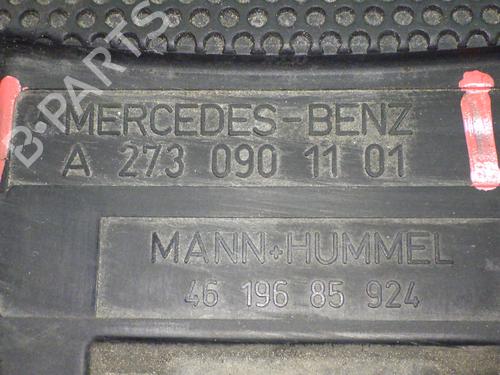 B-PARTS
MERCEDES-BENZ
A 273 090 11 01
MANN+HUMMEL
46 196 85 924